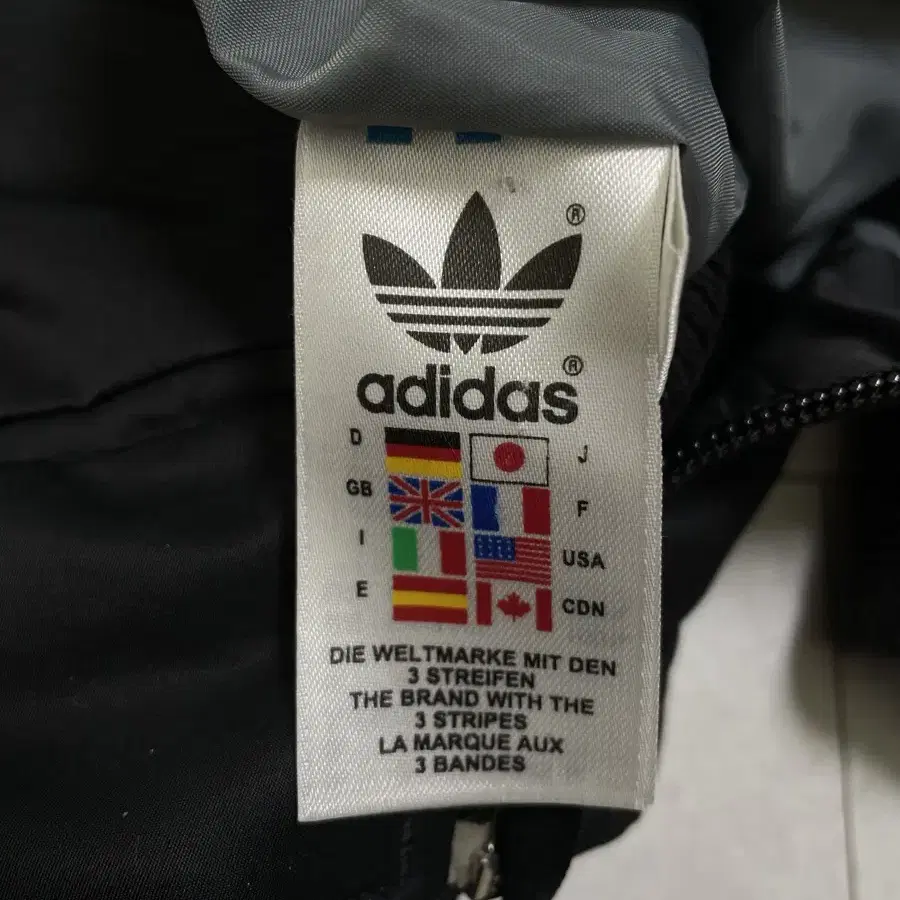 ®
adidas®
D J
GB F
I USA
E CDN
DIE WELTMARKE MIT DEN
3 STREIFEN
THE BRAND WITH THE
3 STRIPES
LA MARQUE AUX
3 BANDES